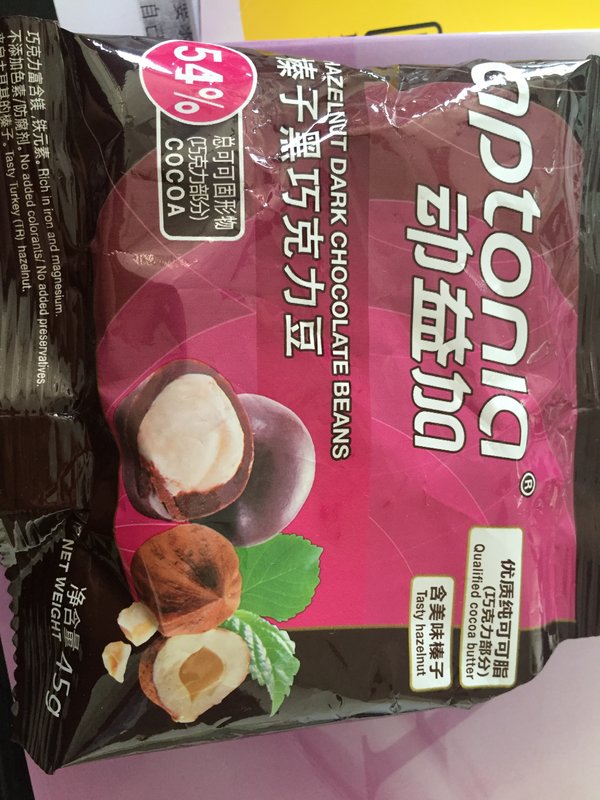 aptonia®
动益加
优质纯可可脂
(巧克力部分)
Qualified cocoa butter
含美味榛子
Tasty hazelnut
HAZELNUT DARK CHOCOLATE BEANS
榛子黑巧克力豆
54%
总可可固形物
(巧克力部分)
COCOA
巧克力富含镁,铁元素。Rich in iron and magnesium.
不添加色素/防腐剂。No added colorants/ No added preservatives.
来自土耳其的榛子。Tasty Turkey (TR) hazelnut.
净含量
NET WEIGHT 45g